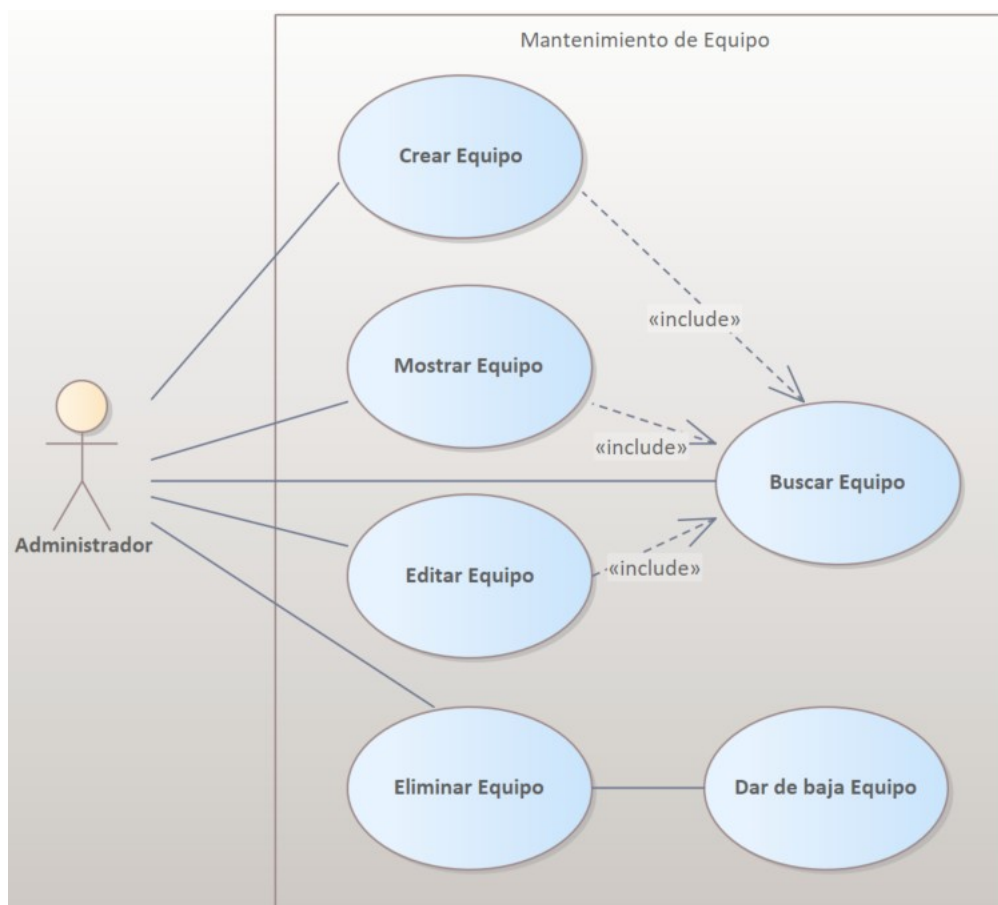 Mantenimiento de Equipo
Crear Equipo
«include»
Mostrar Equipo
«include»
Buscar Equipo
Administrador
Editar Equipo
«include»
Eliminar Equipo
Dar de baja Equipo